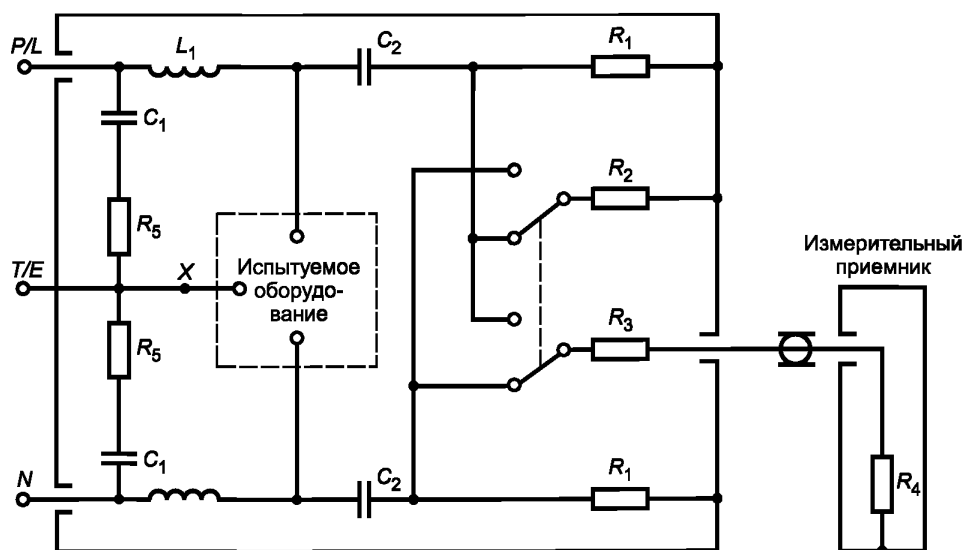 P/L
L₁
C₂
R₁
C₁
R₂
R₅
T/E
X
Испытуемое
оборудо-
вание
Измерительный
приемник
R₅
R₃
C₁
N
C₂
R₁
R₄